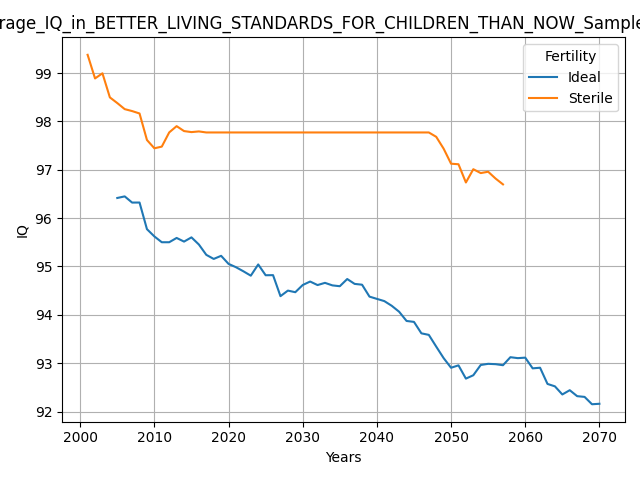 rage_IQ_in_BETTER_LIVING_STANDARDS_FOR_CHILDREN_THAN_NOW_Sample
Fertility
Ideal
Sterile
99
98
97
96
95
94
93
92
IQ
2000 2010 2020 2030 2040 2050 2060 2070
Years